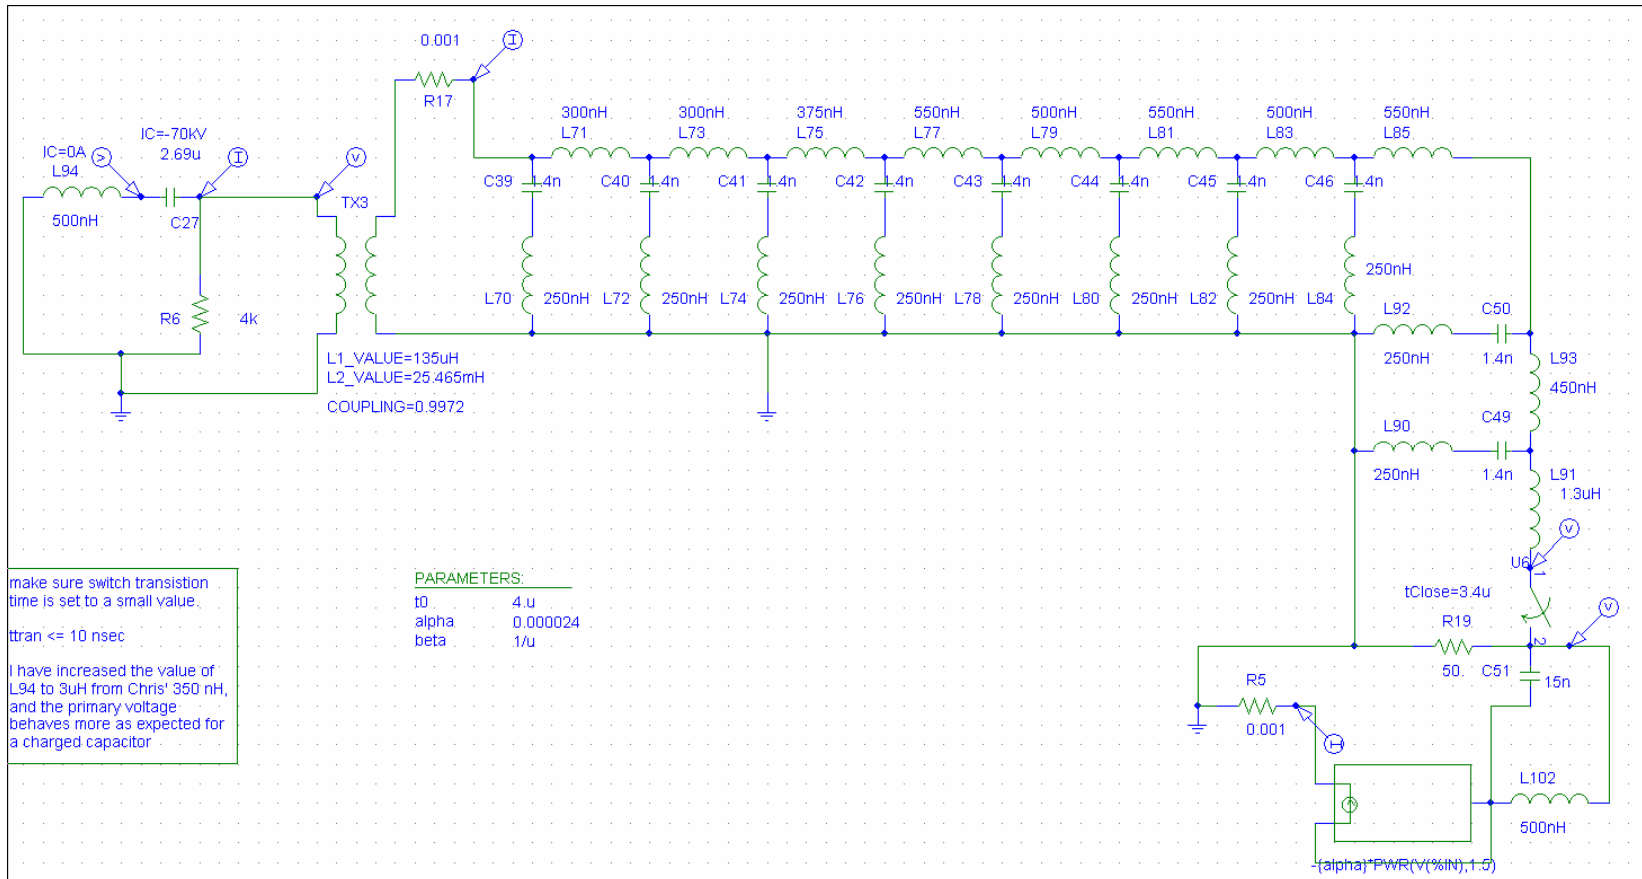 0.001
I
R17
300nH
L71
300nH
L73
375nH
L75
550nH
L77
500nH
L79
550nH
L81
500nH
L83
550nH
L85
IC=-70kV
2.69u
I
IC=0A
L94
V
V
500nH
C27
TX3
C39
1.4n
C40
1.4n
C41
1.4n
C42
1.4n
C43
1.4n
C44
1.4n
C45
1.4n
C46
1.4n
R6
4k
L70
250nH
L72
250nH
L74
250nH
L76
250nH
L78
250nH
L80
250nH
L82
250nH
L84
250nH
L92
250nH
C50
1.4n
L93
450nH
L1_VALUE=135uH
L2_VALUE=25.465mH
COUPLING=0.9972
L90
250nH
C49
1.4n
L91
1.3uH
V
U6
1
tClose=3.4u
2
V
R19
50.
C51
15n
R5
0.001
I
L102
500nH
-{alpha}*PWR(V(%IN),1.5)
make sure switch transistion
time is set to a small value.
ttran <= 10 nsec
I have increased the value of
L94 to 3uH from Chris' 350 nH,
and the primary voltage
behaves more as expected for
a charged capacitor
PARAMETERS:
t0 4.u
alpha 0.000024
beta 1/u